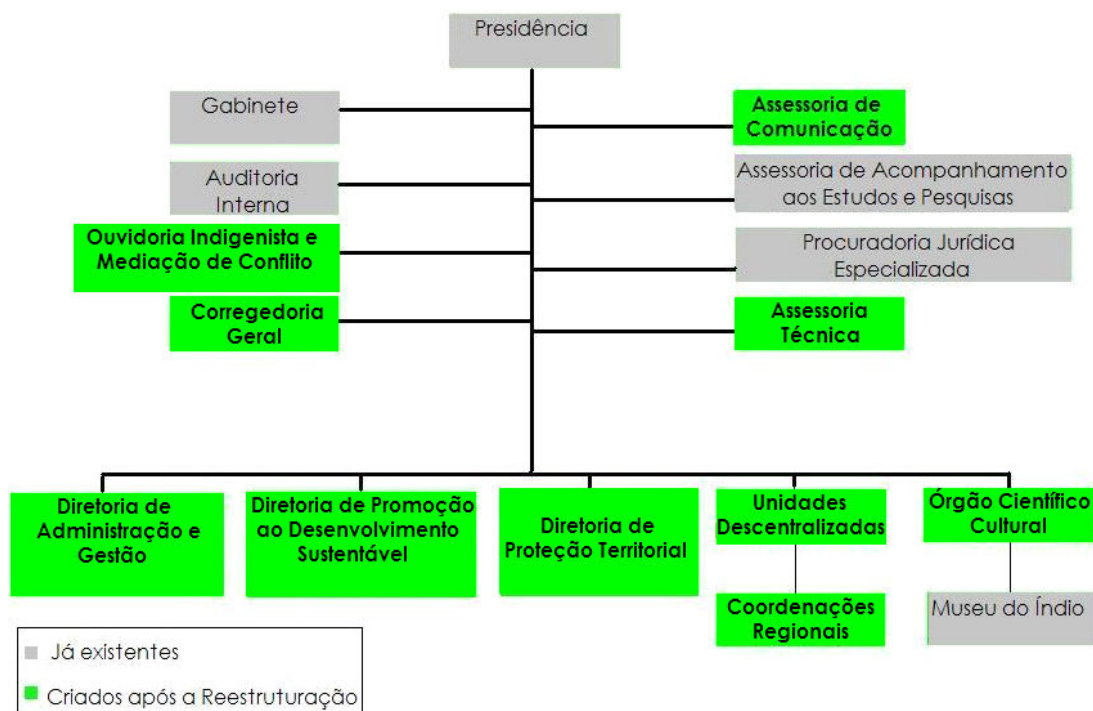 Presidência
Gabinete
Assessoria de
Comunicação
Auditoria
Interna
Assessoria de Acompanhamento
aos Estudos e Pesquisas
Ouvidoria Indigenista e
Mediação de Conflito
Procuradoria Jurídica
Especializada
Corregedoria
Geral
Assessoria
Técnica
Diretoria de
Administração e
Gestão
Diretoria de Promoção
ao Desenvolvimento
Sustentável
Diretoria de
Proteção Territorial
Unidades
Descentralizadas
Órgão Científico
Cultural
Coordenações
Regionais
Museu do Índio
Já existentes
Criados após a Reestruturação